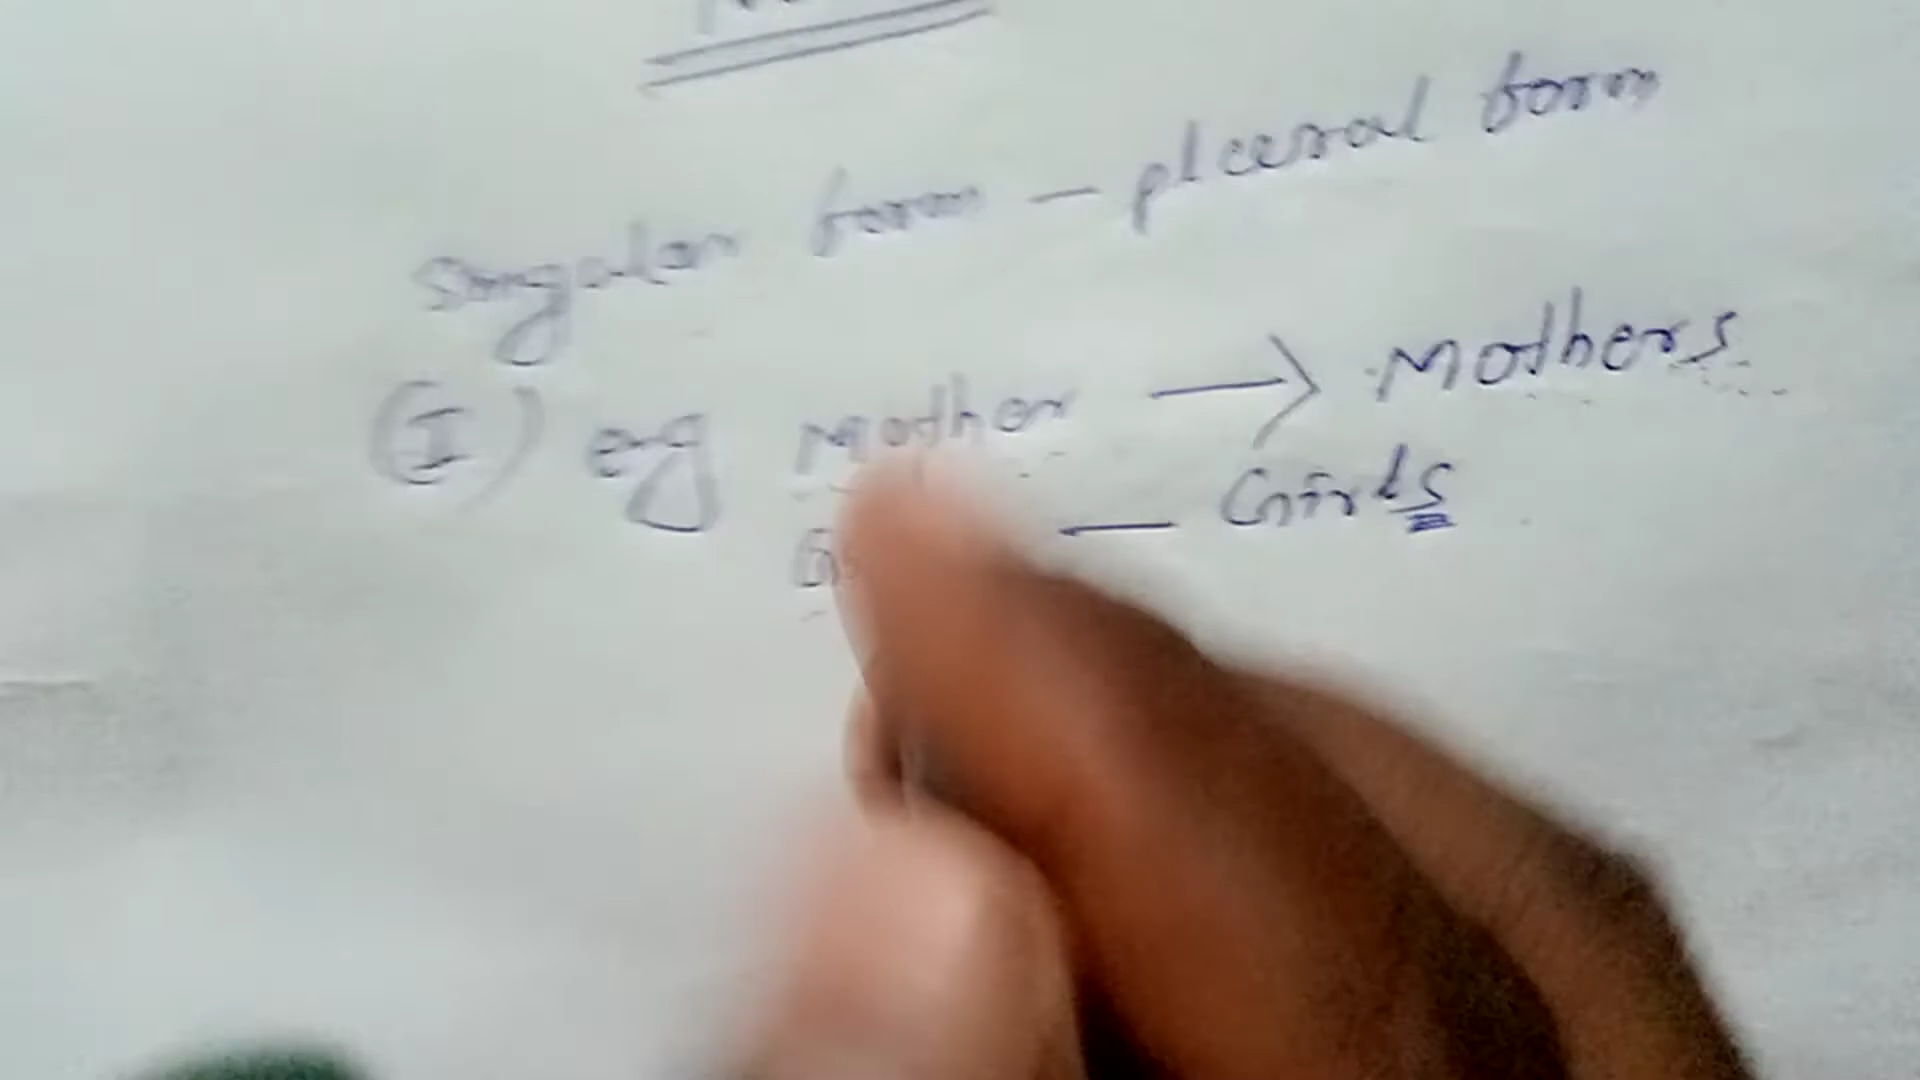 Singular form — plural form
(I) eg Mother → Mothers
— Girls